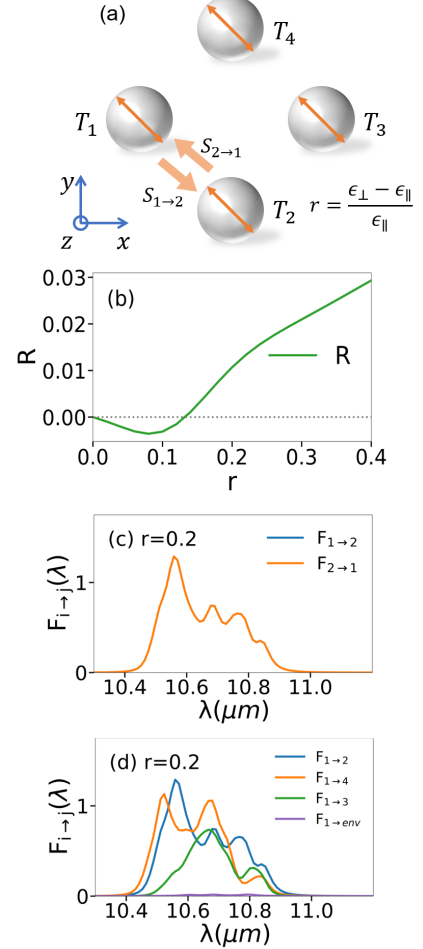 (a)
T₄
T₁
T₃
S₂→₁
S₁→₂
T₂
r = (ϵ⊥ − ϵ∥) / ϵ∥
y
z
x
(b)
R
0.03
0.02
0.01
0.00
R
0.0 0.1 0.2 0.3 0.4
r
(c) r=0.2
F₁→₂
F₂→₁
Fᵢ→ⱼ(λ)
1
0
10.4 10.6 10.8 11.0
λ(μm)
(d) r=0.2
F₁→₂
F₁→₄
F₁→₃
F₁→env
Fᵢ→ⱼ(λ)
1
0
10.4 10.6 10.8 11.0
λ(μm)